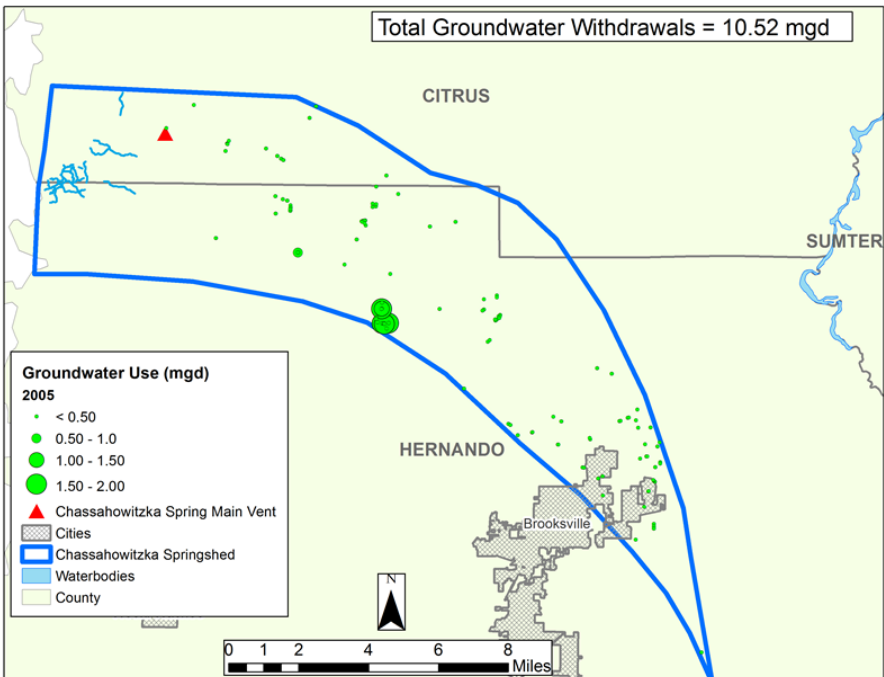 Total Groundwater Withdrawals = 10.52 mgd
CITRUS
SUMTER
HERNANDO
Brooksville
Groundwater Use (mgd)
2005
< 0.50
0.50 - 1.0
1.00 - 1.50
1.50 - 2.00
Chassahowitzka Spring Main Vent
Cities
Chassahowitzka Springshed
Waterbodies
County
N
0 1 2 4 6 8
Miles